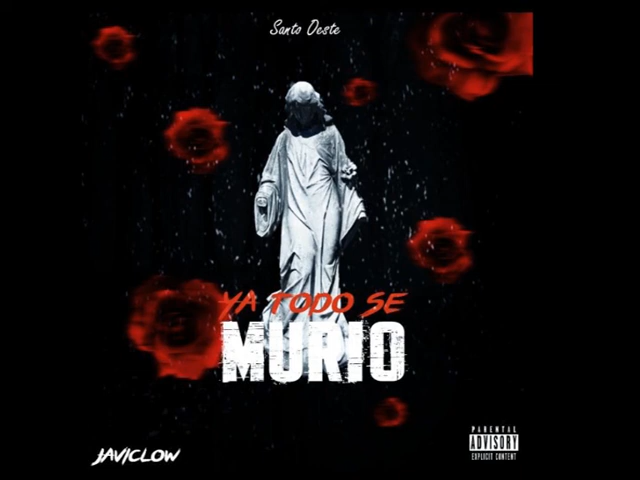 Santo Oeste
YA TODO SE
MURIO
JAVICLOW
PARENTAL
ADVISORY
EXPLICIT CONTENT